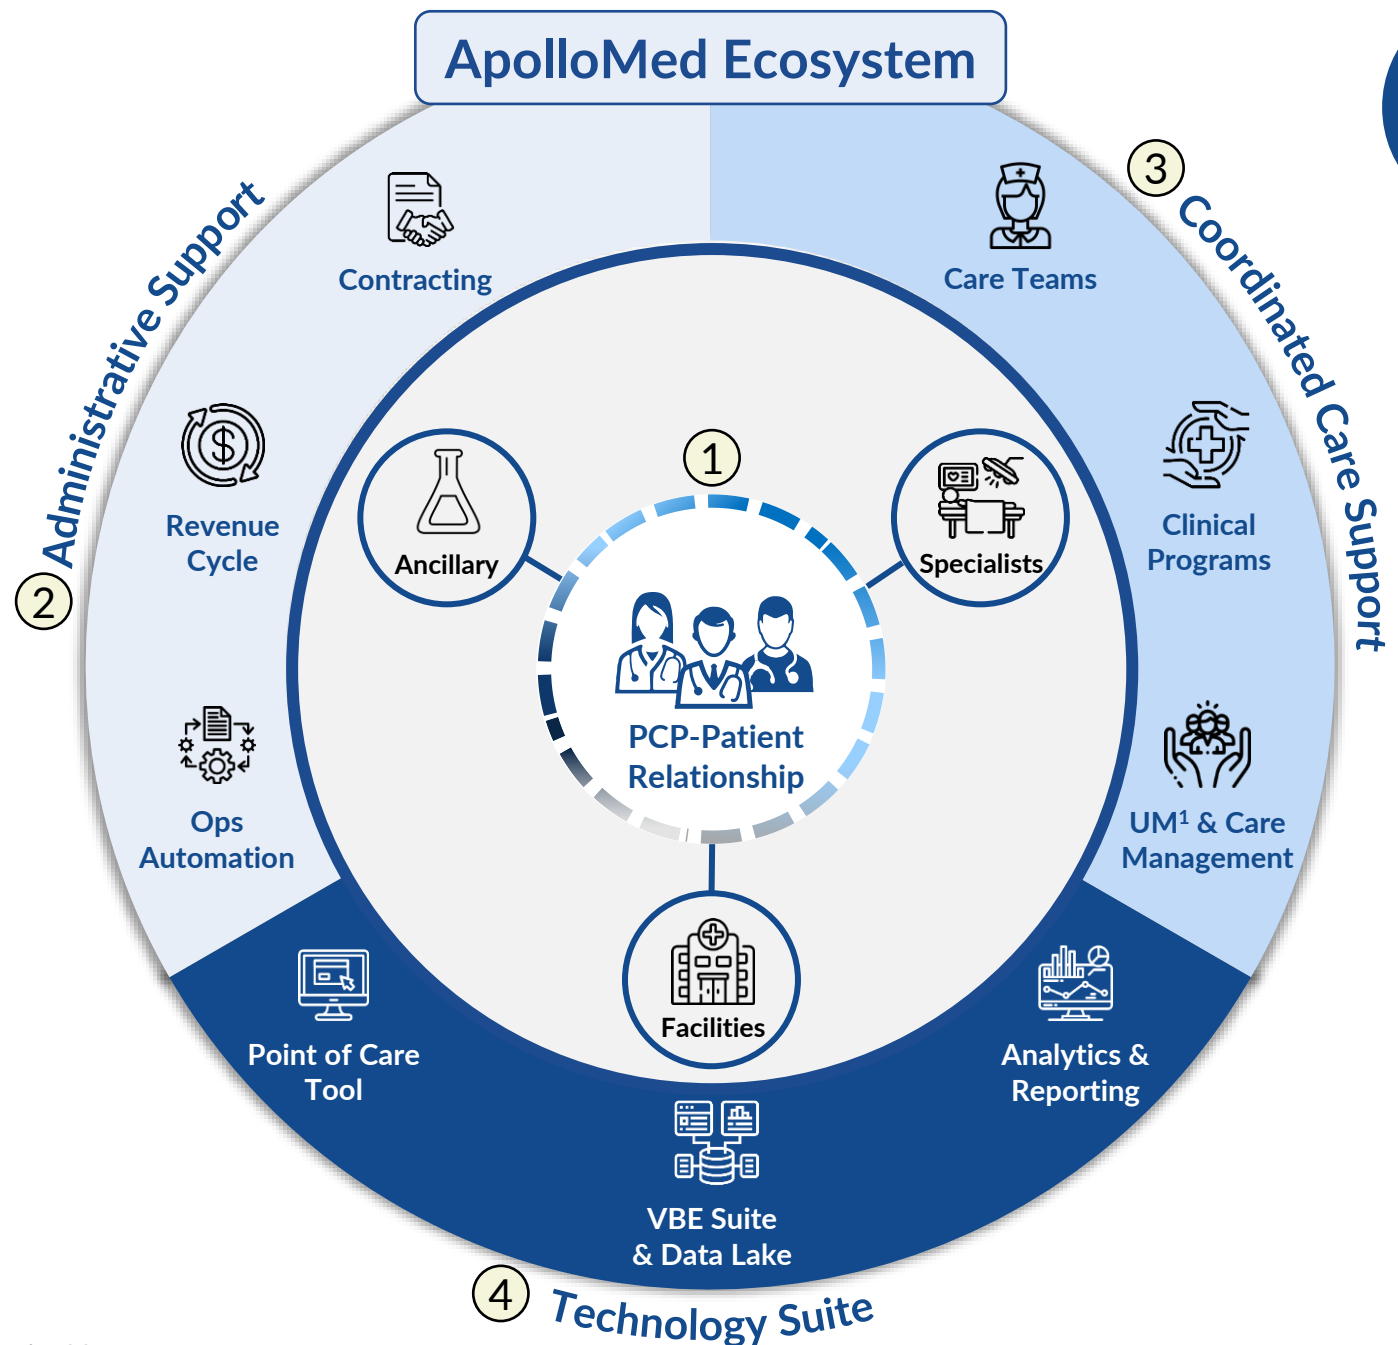 ApolloMed Ecosystem
2
Administrative Support
Contracting
Revenue
Cycle
Ops
Automation
3
Coordinated Care Support
Care Teams
Clinical
Programs
UM¹ & Care
Management
1
PCP-Patient
Relationship
Ancillary
Specialists
Facilities
Point of Care
Tool
VBE Suite
& Data Lake
Analytics &
Reporting
4
Technology Suite